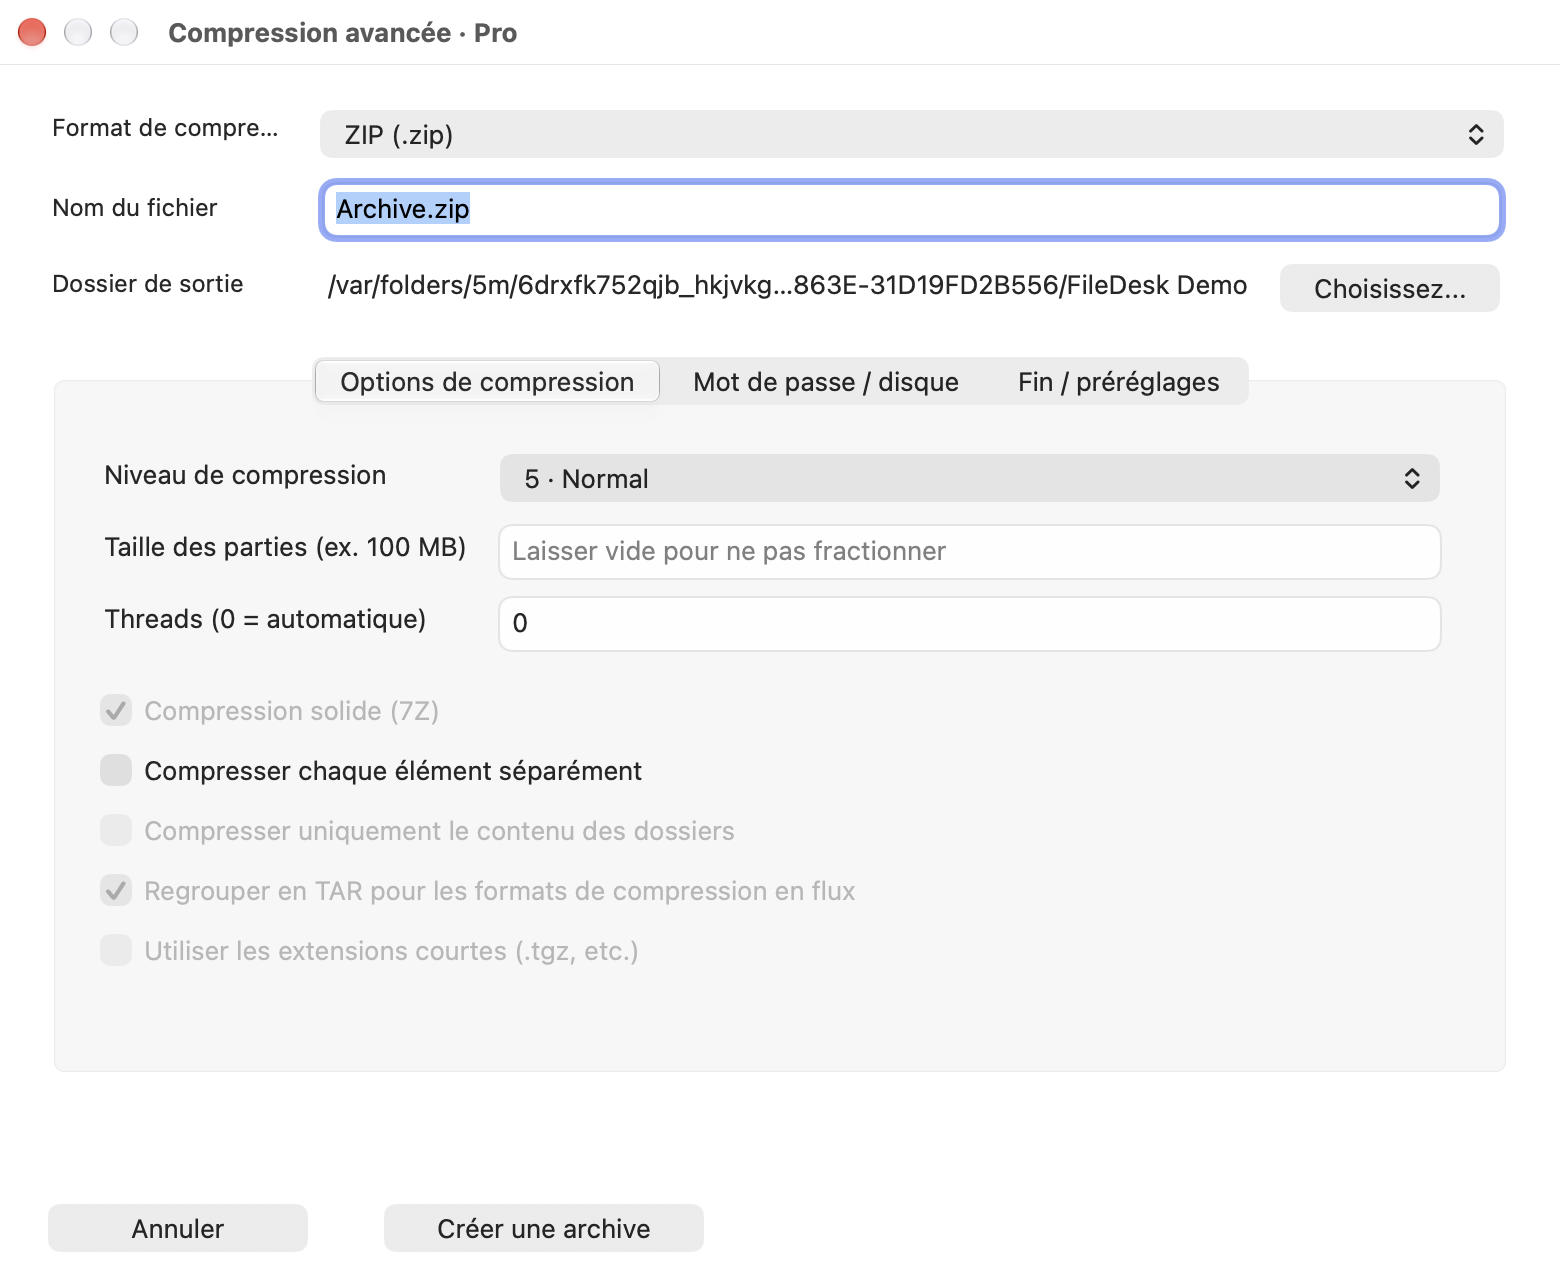 Compression avancée · Pro
Format de compre... ZIP (.zip)
Nom du fichier Archive.zip
Dossier de sortie /var/folders/5m/6drxfk752qjb_hkjvkg...863E-31D19FD2B556/FileDesk Demo Choisissez...
Options de compression Mot de passe / disque Fin / préréglages
Niveau de compression 5 · Normal
Taille des parties (ex. 100 MB) Laisser vide pour ne pas fractionner
Threads (0 = automatique) 0
Compression solide (7Z)
Compresser chaque élément séparément
Compresser uniquement le contenu des dossiers
Regrouper en TAR pour les formats de compression en flux
Utiliser les extensions courtes (.tgz, etc.)
Annuler Créer une archive